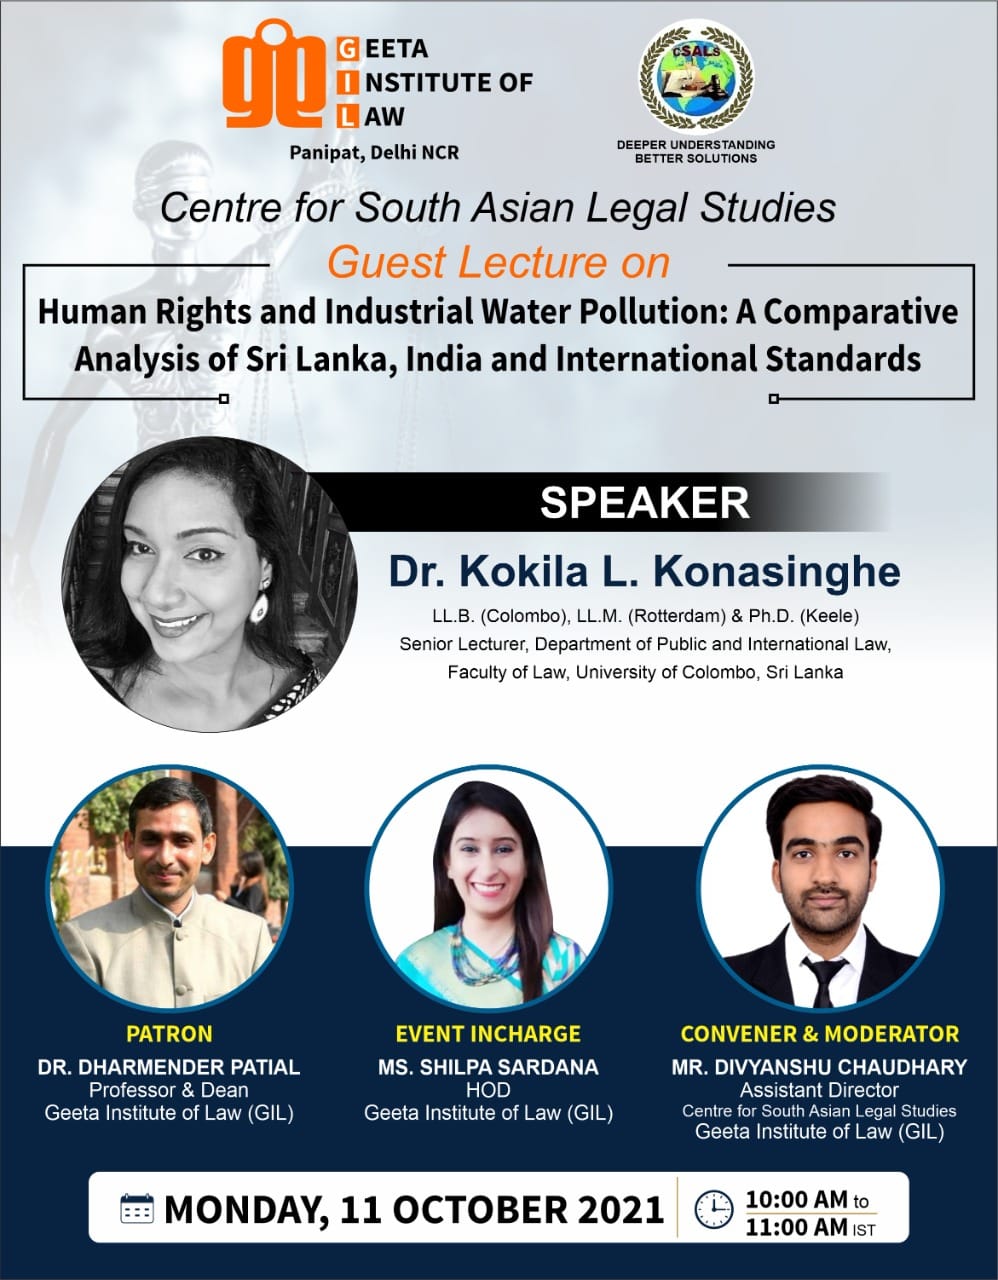 GEETA
INSTITUTE OF
LAW
Panipat, Delhi NCR
CSALS
DEEPER UNDERSTANDING
BETTER SOLUTIONS
Centre for South Asian Legal Studies
Guest Lecture on
Human Rights and Industrial Water Pollution: A Comparative
Analysis of Sri Lanka, India and International Standards
SPEAKER
Dr. Kokila L. Konasinghe
LL.B. (Colombo), LL.M. (Rotterdam) & Ph.D. (Keele)
Senior Lecturer, Department of Public and International Law,
Faculty of Law, University of Colombo, Sri Lanka
2015
PATRON
DR. DHARMENDER PATIAL
Professor & Dean
Geeta Institute of Law (GIL)
EVENT INCHARGE
MS. SHILPA SARDANA
HOD
Geeta Institute of Law (GIL)
CONVENER & MODERATOR
MR. DIVYANSHU CHAUDHARY
Assistant Director
Centre for South Asian Legal Studies
Geeta Institute of Law (GIL)
MONDAY, 11 OCTOBER 2021
10:00 AM to
11:00 AM IST